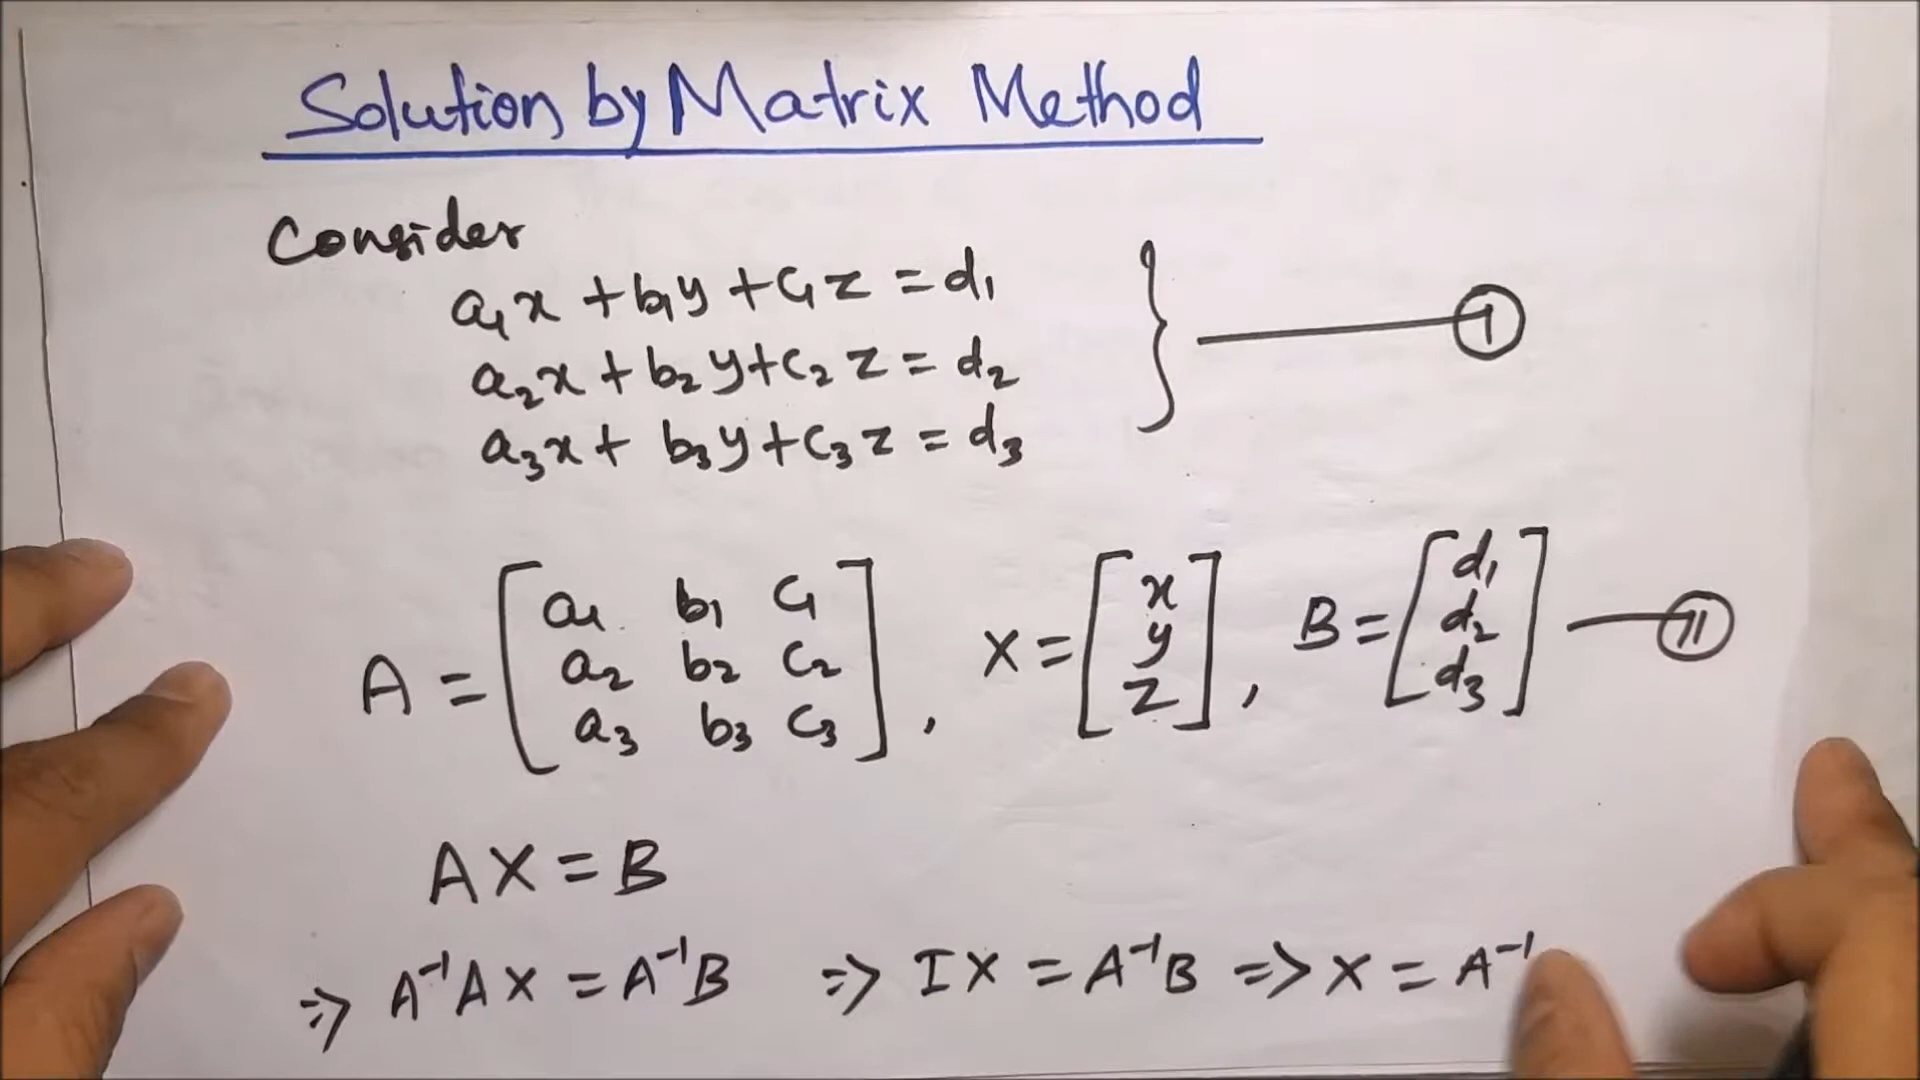 Solution by Matrix Method
Consider
a₁x + b₁y + c₁z = d₁
a₂x + b₂y + c₂z = d₂
a₃x + b₃y + c₃z = d₃
} — I
A = [a₁ b₁ c₁
a₂ b₂ c₂
a₃ b₃ c₃],
X = [x
y
z],
B = [d₁
d₂
d₃] — II
AX = B
⇒ A⁻¹AX = A⁻¹B ⇒ IX = A⁻¹B ⇒ X = A⁻¹